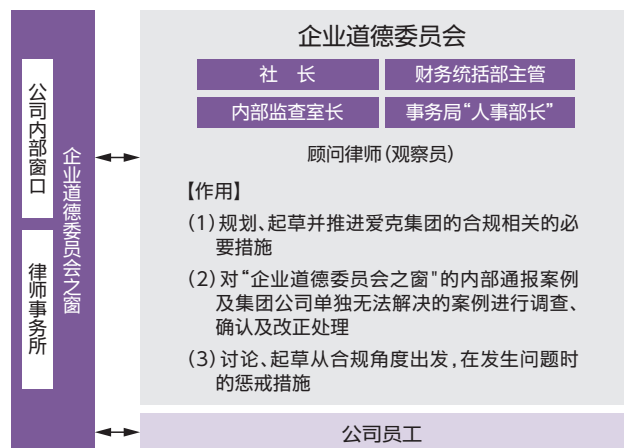 公司内部窗口
律师事务所
企业道德委员会之窗
企业道德委员会
社 长
财务统括部主管
内部监查室长
事务局“人事部长”
顾问律师(观察员)
【作用】
(1)规划、起草并推进爱克集团的合规相关的必
要措施
(2)对“企业道德委员会之窗"的内部通报案例
及集团公司单独无法解决的案例进行调查、
确认及改正处理
(3)讨论、起草从合规角度出发,在发生问题时
的惩戒措施
公司员工